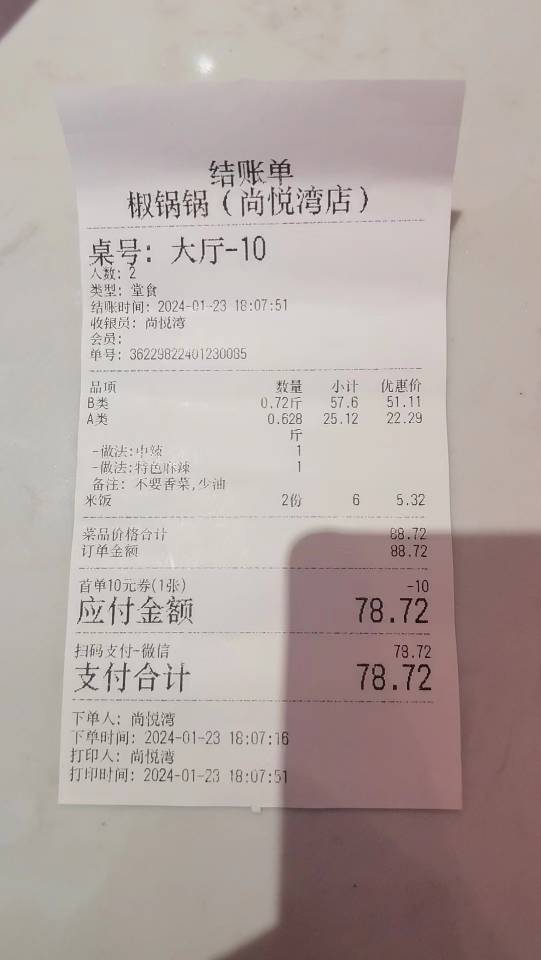 结账单
椒锅锅(尚悦湾店)
桌号: 大厅-10
人数: 2
类型: 堂食
结账时间: 2024-01-23 18:07:51
收银员: 尚悦湾
会员:
单号: 36229822401230085
品项 数量 小计 优惠价
B类 0.72斤 57.6 51.11
A类 0.628 25.12 22.29
斤
-做法:中辣 1
-做法:特色麻辣 1
备注: 不要香菜,少油
米饭 2份 6 5.32
菜品价格合计 88.72
订单金额 88.72
首单10元券(1张) -10
应付金额 78.72
扫码支付-微信 78.72
支付合计 78.72
下单人: 尚悦湾
下单时间: 2024-01-23 18:07:16
打印人: 尚悦湾
打印时间: 2024-01-23 18:07:51